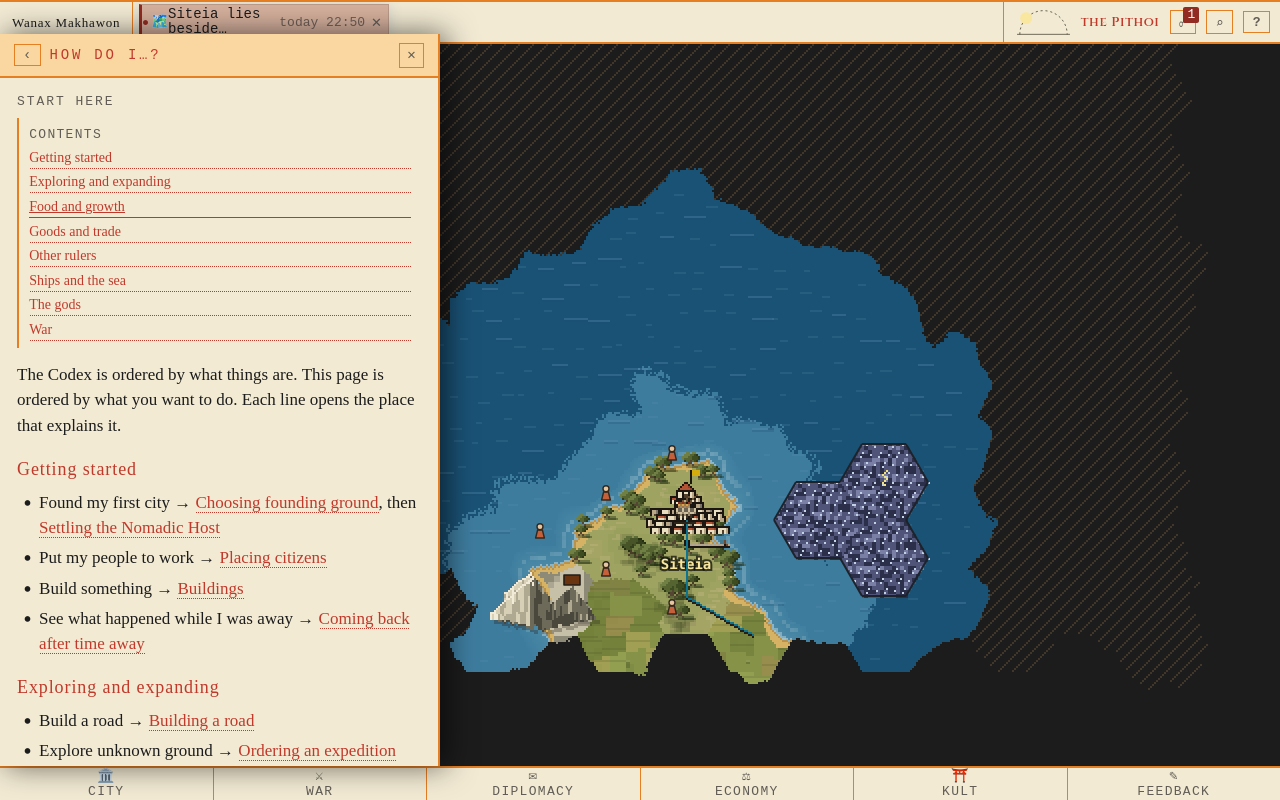 Wanax Makhawon
Siteia lies beside…
today 22:50 ✕
THE PITHOI
1
?
‹ HOW DO I…? ✕
START HERE
CONTENTS
Getting started
Exploring and expanding
Food and growth
Goods and trade
Other rulers
Ships and the sea
The gods
War
The Codex is ordered by what things are. This page is
ordered by what you want to do. Each line opens the place
that explains it.
Getting started
• Found my first city → Choosing founding ground, then
Settling the Nomadic Host
• Put my people to work → Placing citizens
• Build something → Buildings
• See what happened while I was away → Coming back
after time away
Exploring and expanding
• Build a road → Building a road
• Explore unknown ground → Ordering an expedition
Siteia
CITY
WAR
DIPLOMACY
ECONOMY
KULT
FEEDBACK